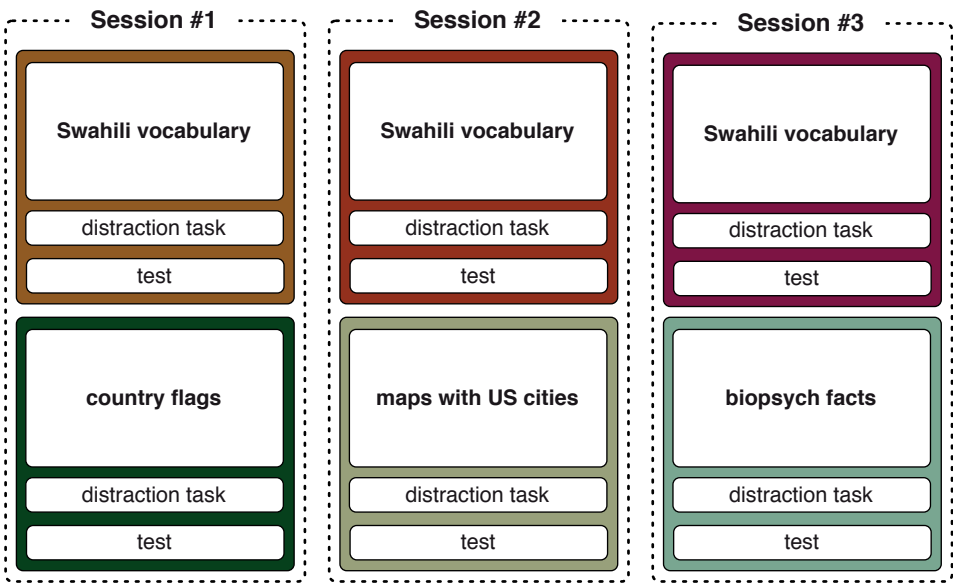 Session #1
Swahili vocabulary
distraction task
test
country flags
distraction task
test
Session #2
Swahili vocabulary
distraction task
test
maps with US cities
distraction task
test
Session #3
Swahili vocabulary
distraction task
test
biopsych facts
distraction task
test